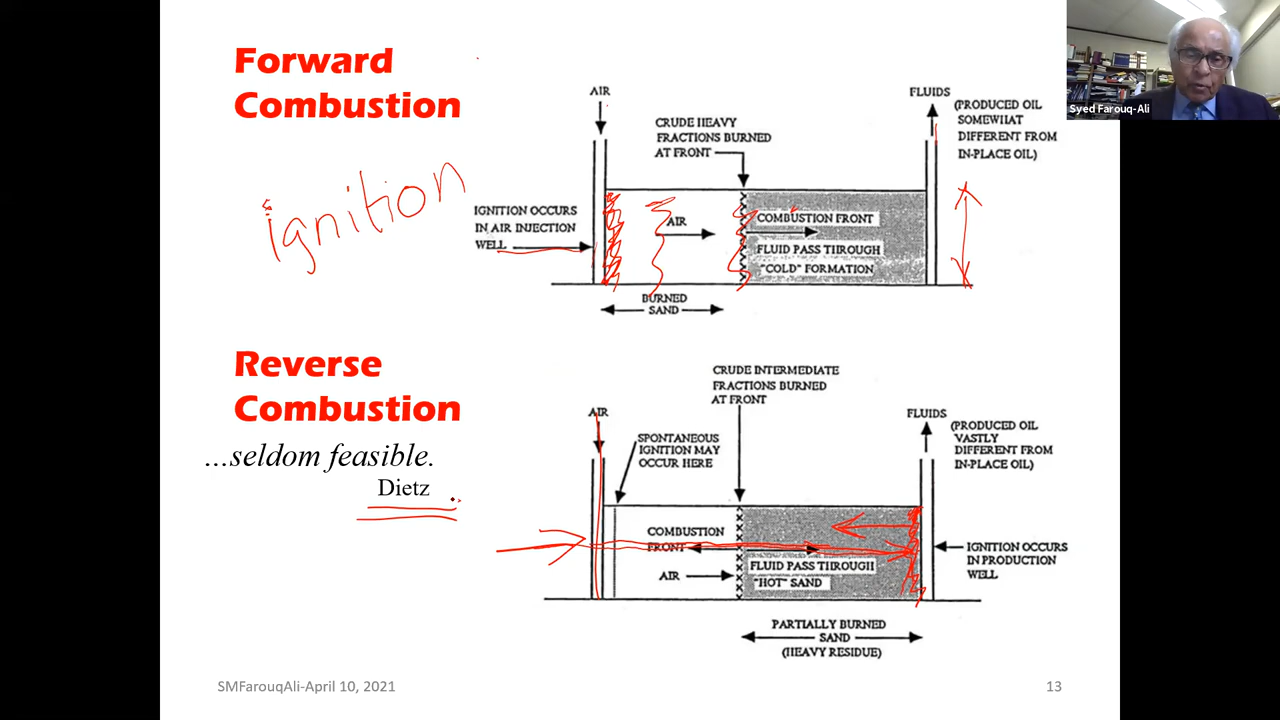 Forward
Combustion
ignition
AIR
CRUDE HEAVY
FRACTIONS BURNED
AT FRONT
FLUIDS
(PRODUCED OIL
SOMEWHAT
DIFFERENT FROM
IN-PLACE OIL)
IGNITION OCCURS
IN AIR INJECTION
WELL
AIR
COMBUSTION FRONT
FLUID PASS THROUGH
"COLD" FORMATION
BURNED
SAND
Syed Farouq-Ali
Reverse
Combustion
...seldom feasible.
Dietz
AIR
SPONTANEOUS
IGNITION MAY
OCCUR HERE
CRUDE INTERMEDIATE
FRACTIONS BURNED
AT FRONT
FLUIDS
(PRODUCED OIL
VASTLY
DIFFERENT FROM
IN-PLACE OIL)
COMBUSTION
FRONT
AIR
FLUID PASS THROUGH
"HOT" SAND
IGNITION OCCURS
IN PRODUCTION
WELL
PARTIALLY BURNED
SAND
(HEAVY RESIDUE)
SMFarouqAli-April 10, 2021
13